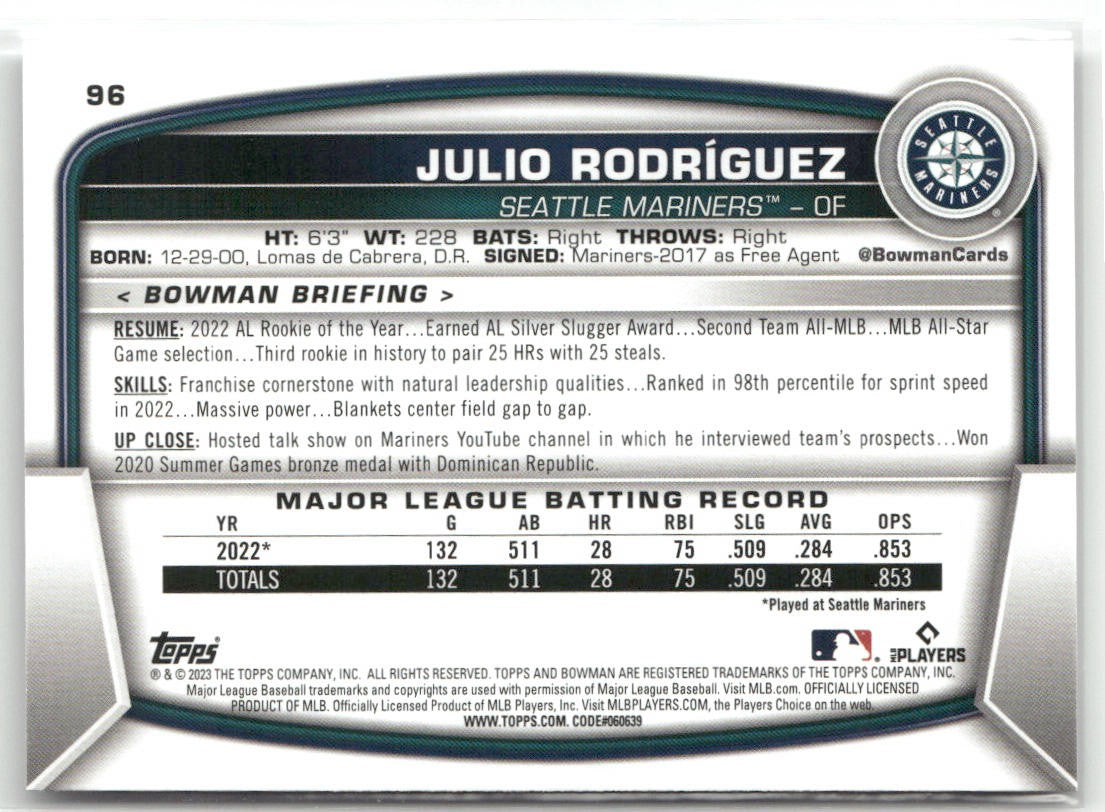 96
JULIO RODRÍGUEZ
SEATTLE MARINERS™ – OF
SEATTLE MARINERS ®
HT: 6'3" WT: 228 BATS: Right THROWS: Right
BORN: 12-29-00, Lomas de Cabrera, D.R. SIGNED: Mariners-2017 as Free Agent @BowmanCards
< BOWMAN BRIEFING >
RESUME: 2022 AL Rookie of the Year...Earned AL Silver Slugger Award...Second Team All-MLB...MLB All-Star
Game selection...Third rookie in history to pair 25 HRs with 25 steals.
SKILLS: Franchise cornerstone with natural leadership qualities...Ranked in 98th percentile for sprint speed
in 2022...Massive power...Blankets center field gap to gap.
UP CLOSE: Hosted talk show on Mariners YouTube channel in which he interviewed team's prospects...Won
2020 Summer Games bronze medal with Dominican Republic.
MAJOR LEAGUE BATTING RECORD
YR G AB HR RBI SLG AVG OPS
2022* 132 511 28 75 .509 .284 .853
TOTALS 132 511 28 75 .509 .284 .853
*Played at Seattle Mariners
Topps®
MLB PLAYERS
® & © 2023 THE TOPPS COMPANY, INC. ALL RIGHTS RESERVED. TOPPS AND BOWMAN ARE REGISTERED TRADEMARKS OF THE TOPPS COMPANY, INC.
Major League Baseball trademarks and copyrights are used with permission of Major League Baseball. Visit MLB.com. OFFICIALLY LICENSED
PRODUCT OF MLB. Officially Licensed Product of MLB Players, Inc. Visit MLBPLAYERS.COM, the Players Choice on the web.
WWW.TOPPS.COM. CODE#060639